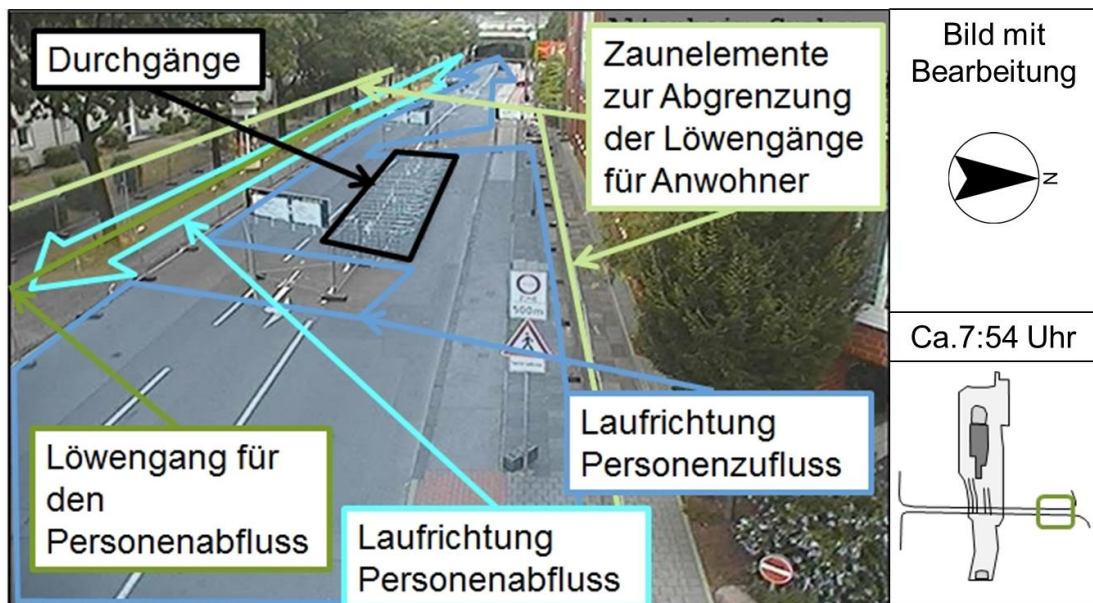 Durchgänge
Zaunelemente
zur Abgrenzung
der Löwengänge
für Anwohner
500m
Löwengang für
den
Personenabfluss
Laufrichtung
Personenabfluss
Laufrichtung
Personenzufluss
Bild mit
Bearbeitung
N
Ca.7:54 Uhr